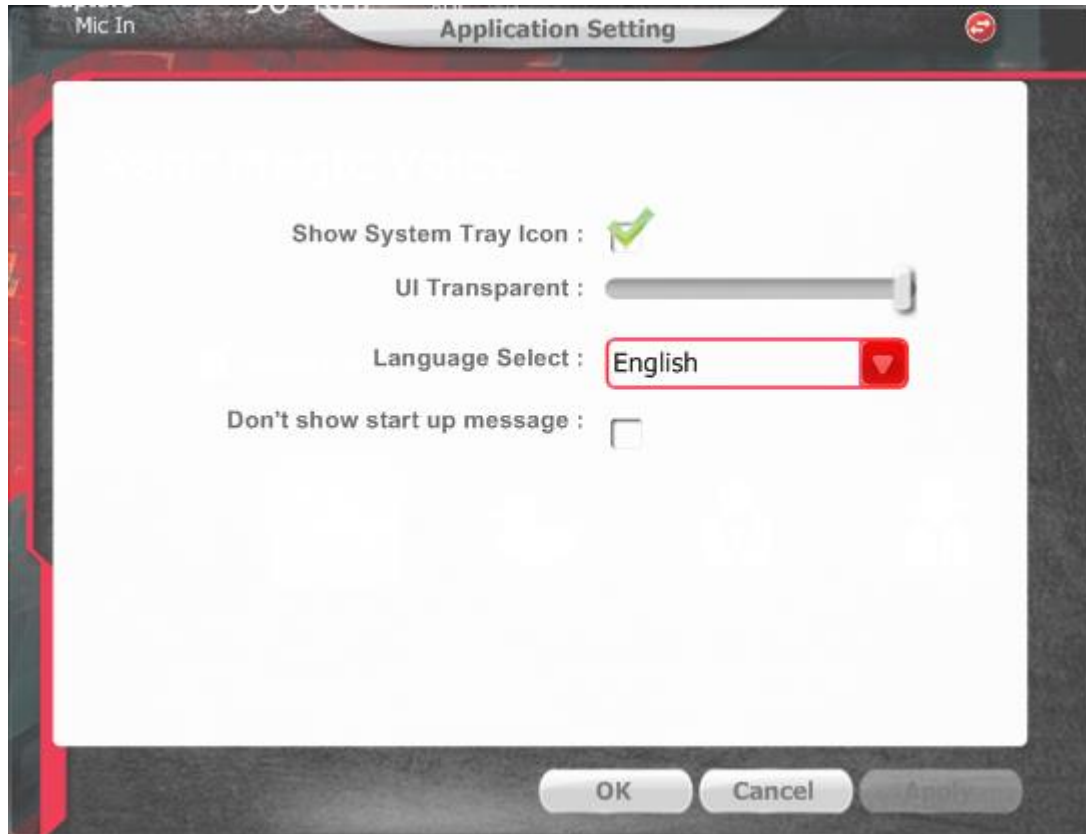 Mic In
Application Setting
Show System Tray Icon :
UI Transparent :
Language Select :
English
Don't show start up message :
OK
Cancel
Apply